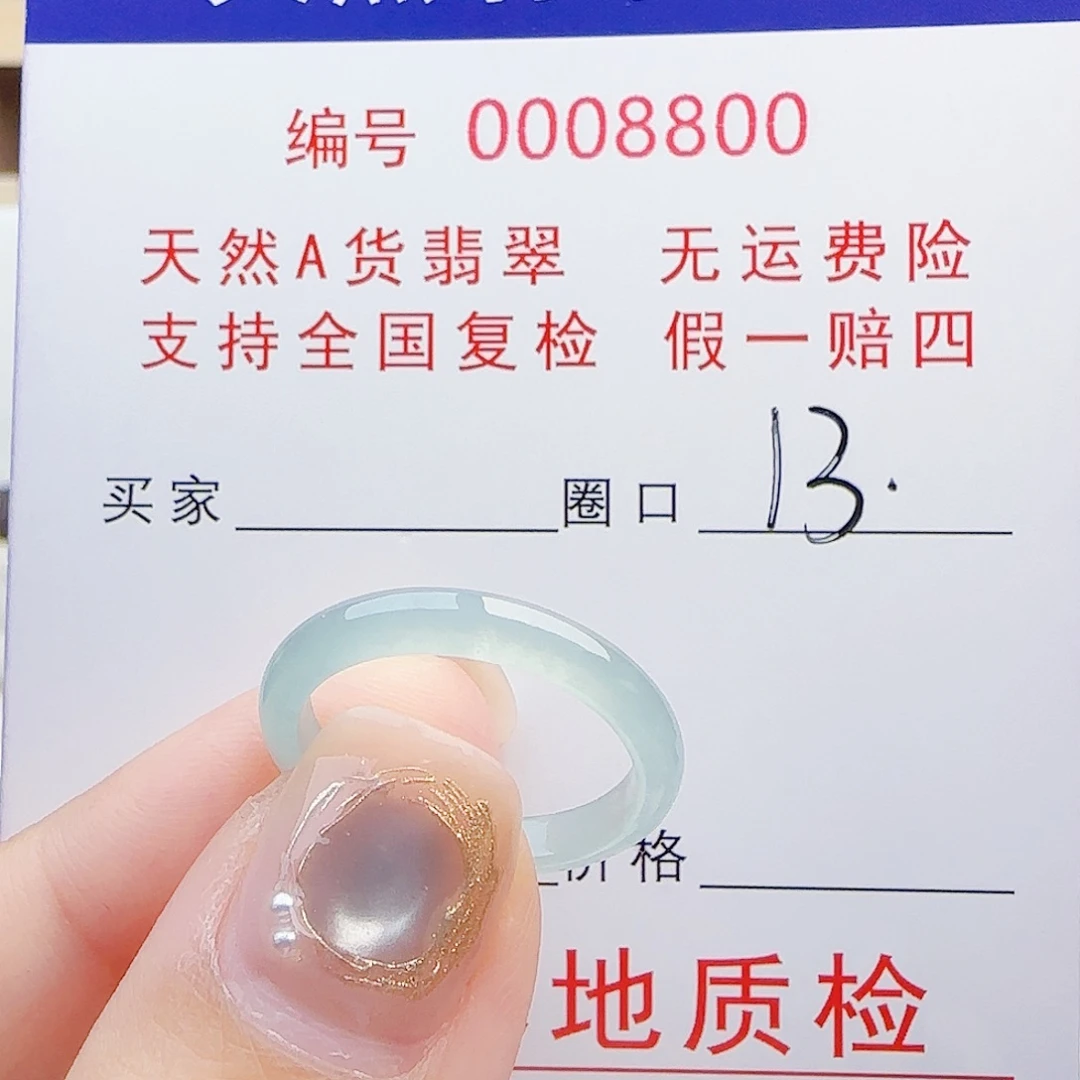 编号 0008800
天然A货翡翠 无运费险
支持全国复检 假一赔四
买家 圈口 13.
价格
地质检